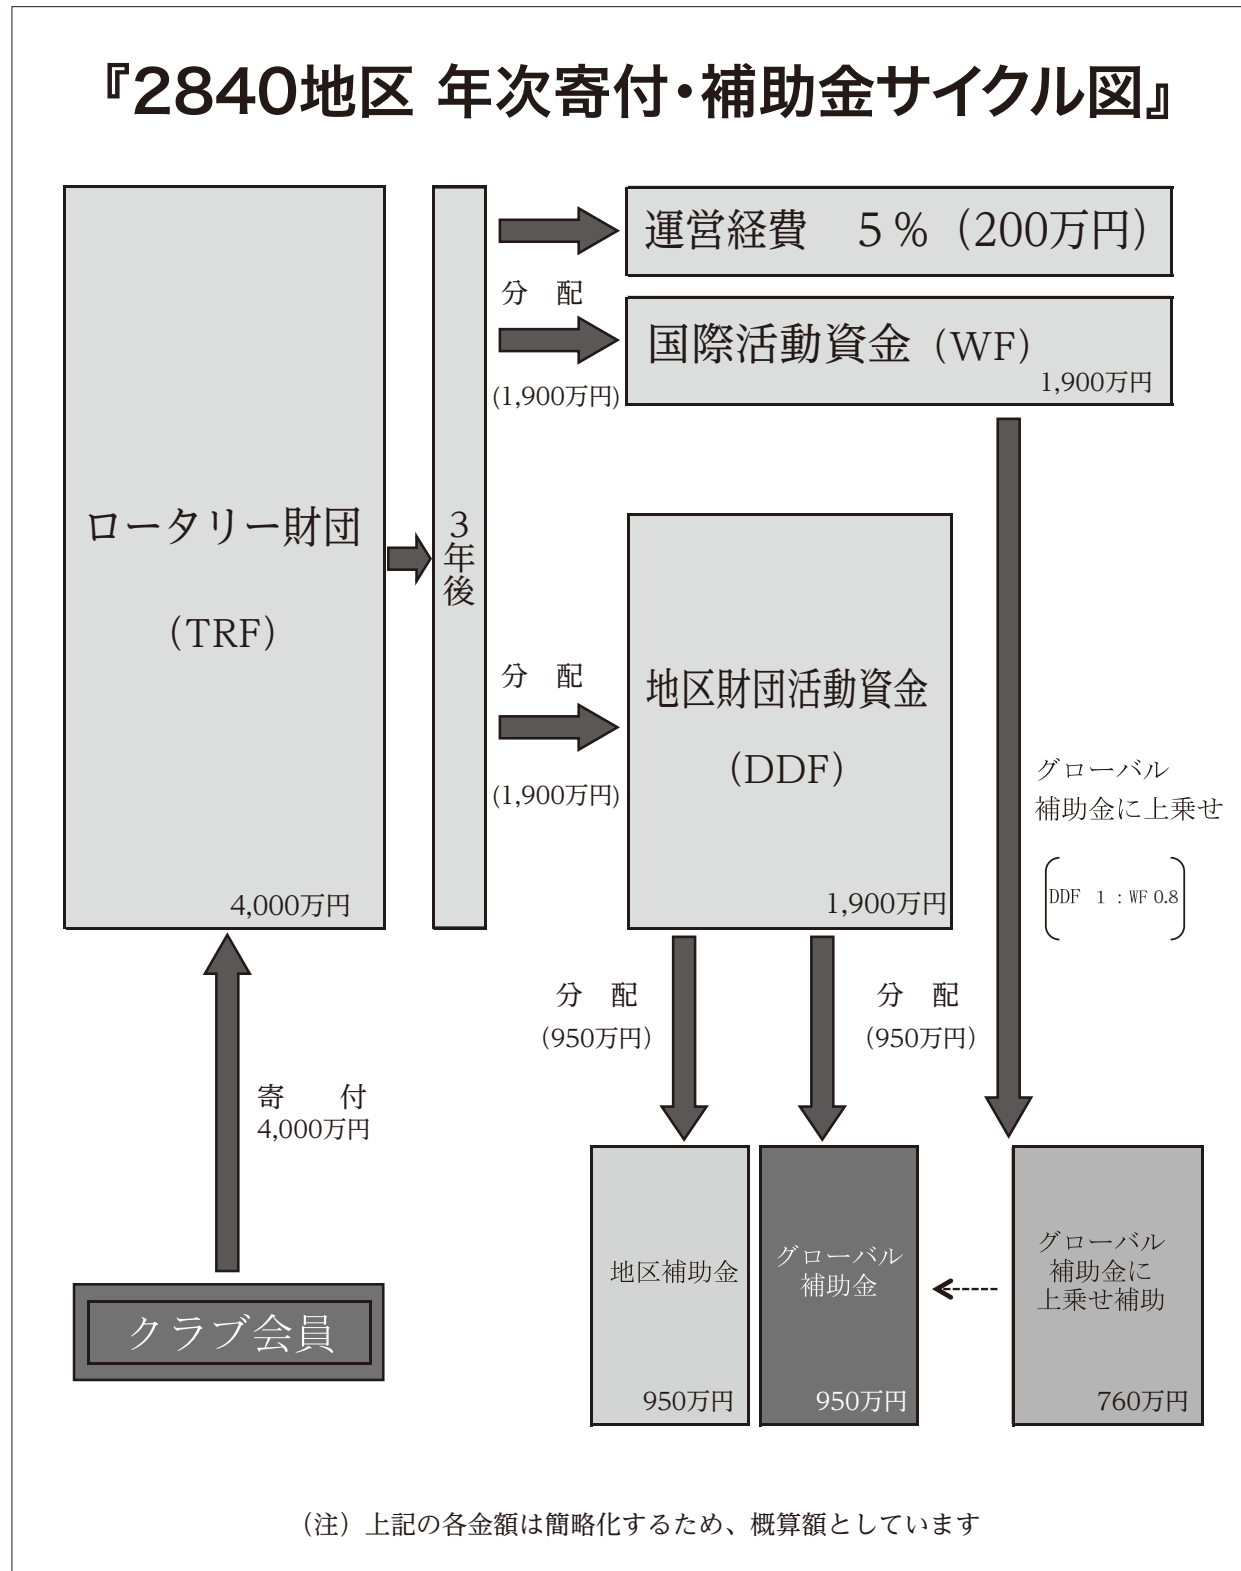 『2840地区 年次寄付・補助金サイクル図』
運営経費　5％（200万円）
分　配
国際活動資金（WF）
1,900万円
(1,900万円)
ロータリー財団
（TRF）
4,000万円
3年後
分　配
(1,900万円)
地区財団活動資金
（DDF）
1,900万円
グローバル
補助金に上乗せ
DDF 1：WF 0.8
分　配
（950万円）
分　配
（950万円）
寄　付
4,000万円
クラブ会員
地区補助金
950万円
グローバル
補助金
950万円
グローバル
補助金に
上乗せ補助
760万円
（注）上記の各金額は簡略化するため、概算額としています